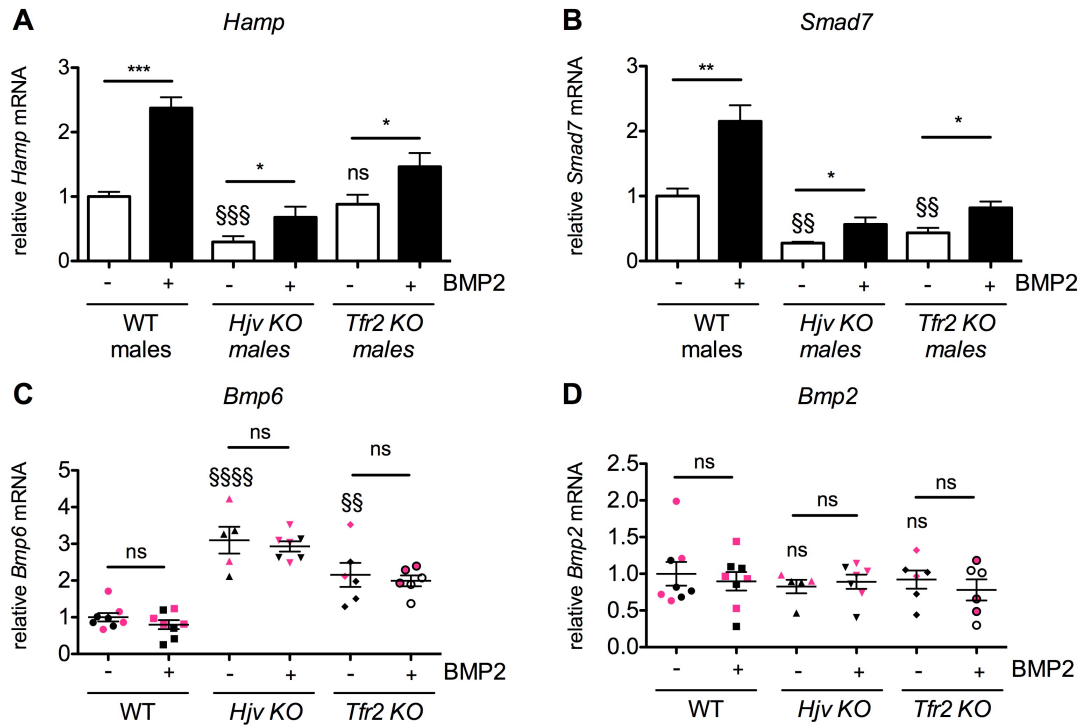 A
Hamp
relative Hamp mRNA
3
2
1
0
***
*
*
§§§
ns
- + - + - + BMP2
WT Hjv KO Tfr2 KO
males males males
B
Smad7
relative Smad7 mRNA
3
2
1
0
**
*
*
§§
§§
- + - + - + BMP2
WT Hjv KO Tfr2 KO
males males males
C
Bmp6
relative Bmp6 mRNA
5
4
3
2
1
0
ns
ns
ns
§§§§
§§
- + - + - + BMP2
WT Hjv KO Tfr2 KO
D
Bmp2
relative Bmp2 mRNA
2.5
2.0
1.5
1.0
0.5
0.0
ns
ns
ns
ns
ns
- + - + - + BMP2
WT Hjv KO Tfr2 KO